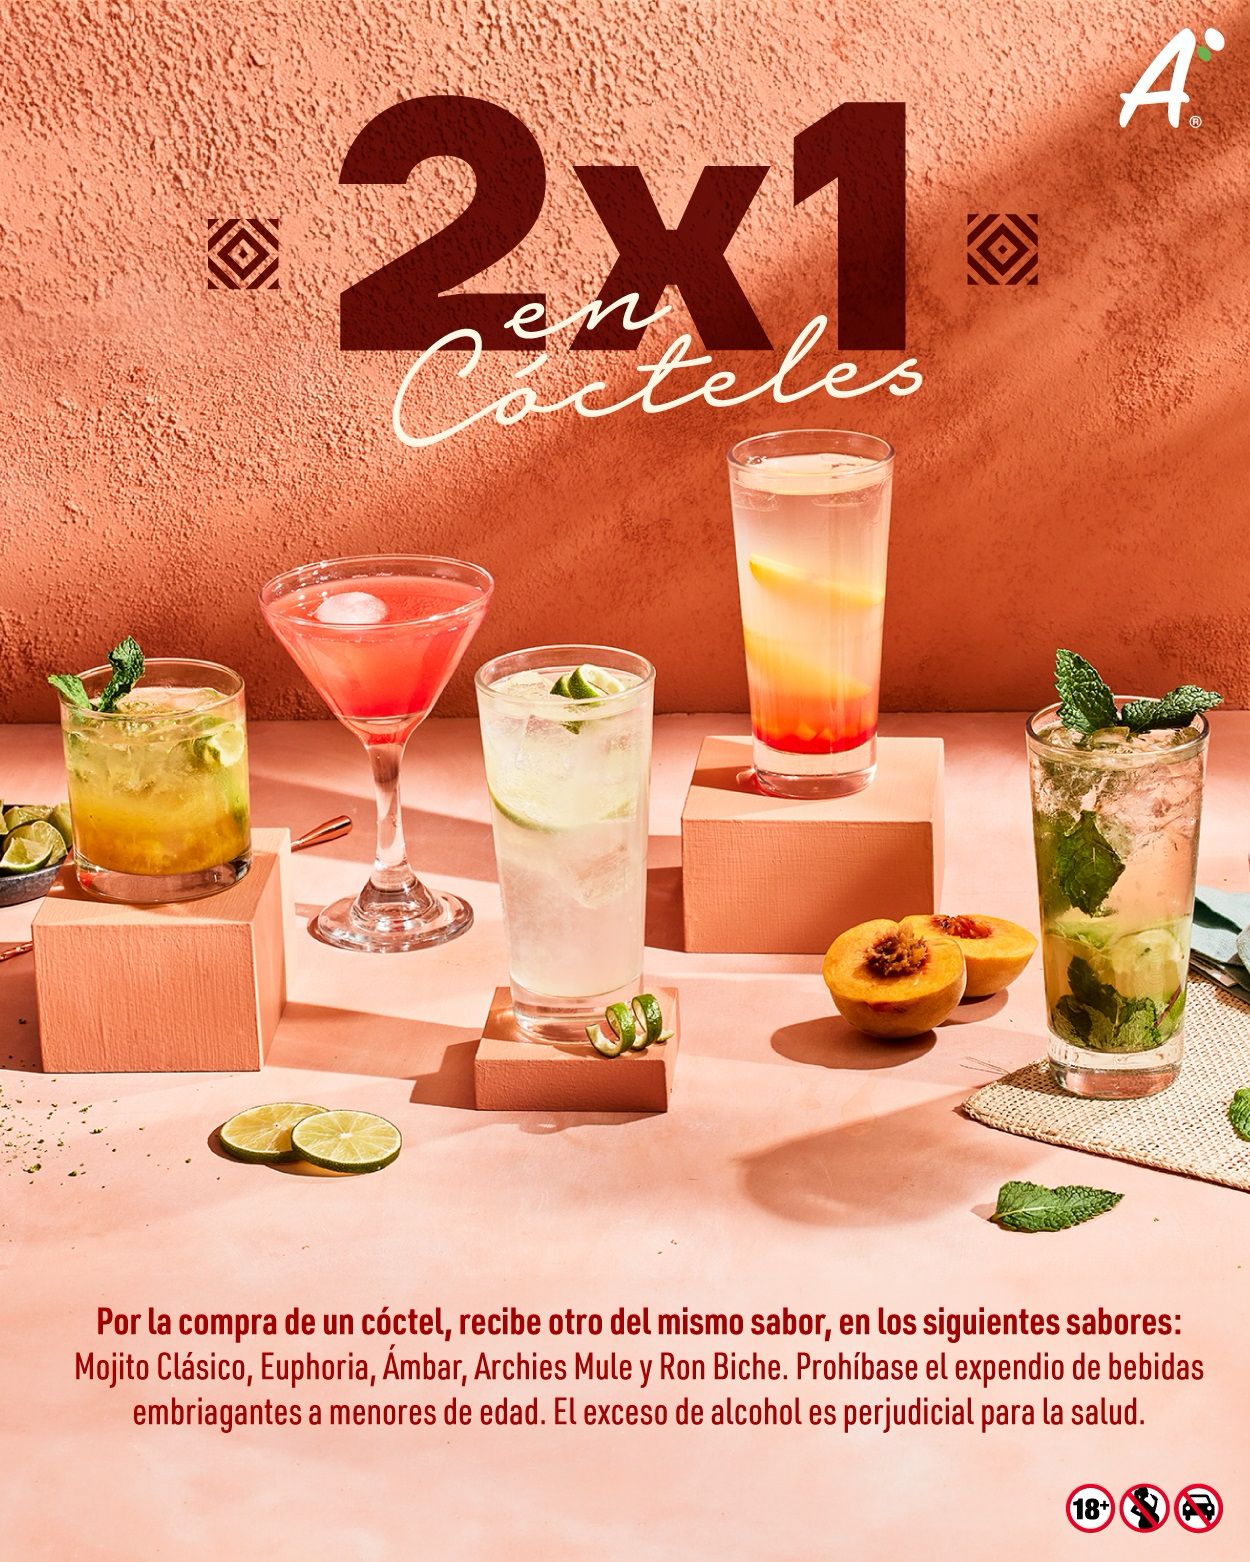 A
®
2x1
en
Cócteles
Por la compra de un cóctel, recibe otro del mismo sabor, en los siguientes sabores:
Mojito Clásico, Euphoria, Ámbar, Archies Mule y Ron Biche. Prohíbase el expendio de bebidas
embriagantes a menores de edad. El exceso de alcohol es perjudicial para la salud.
18+